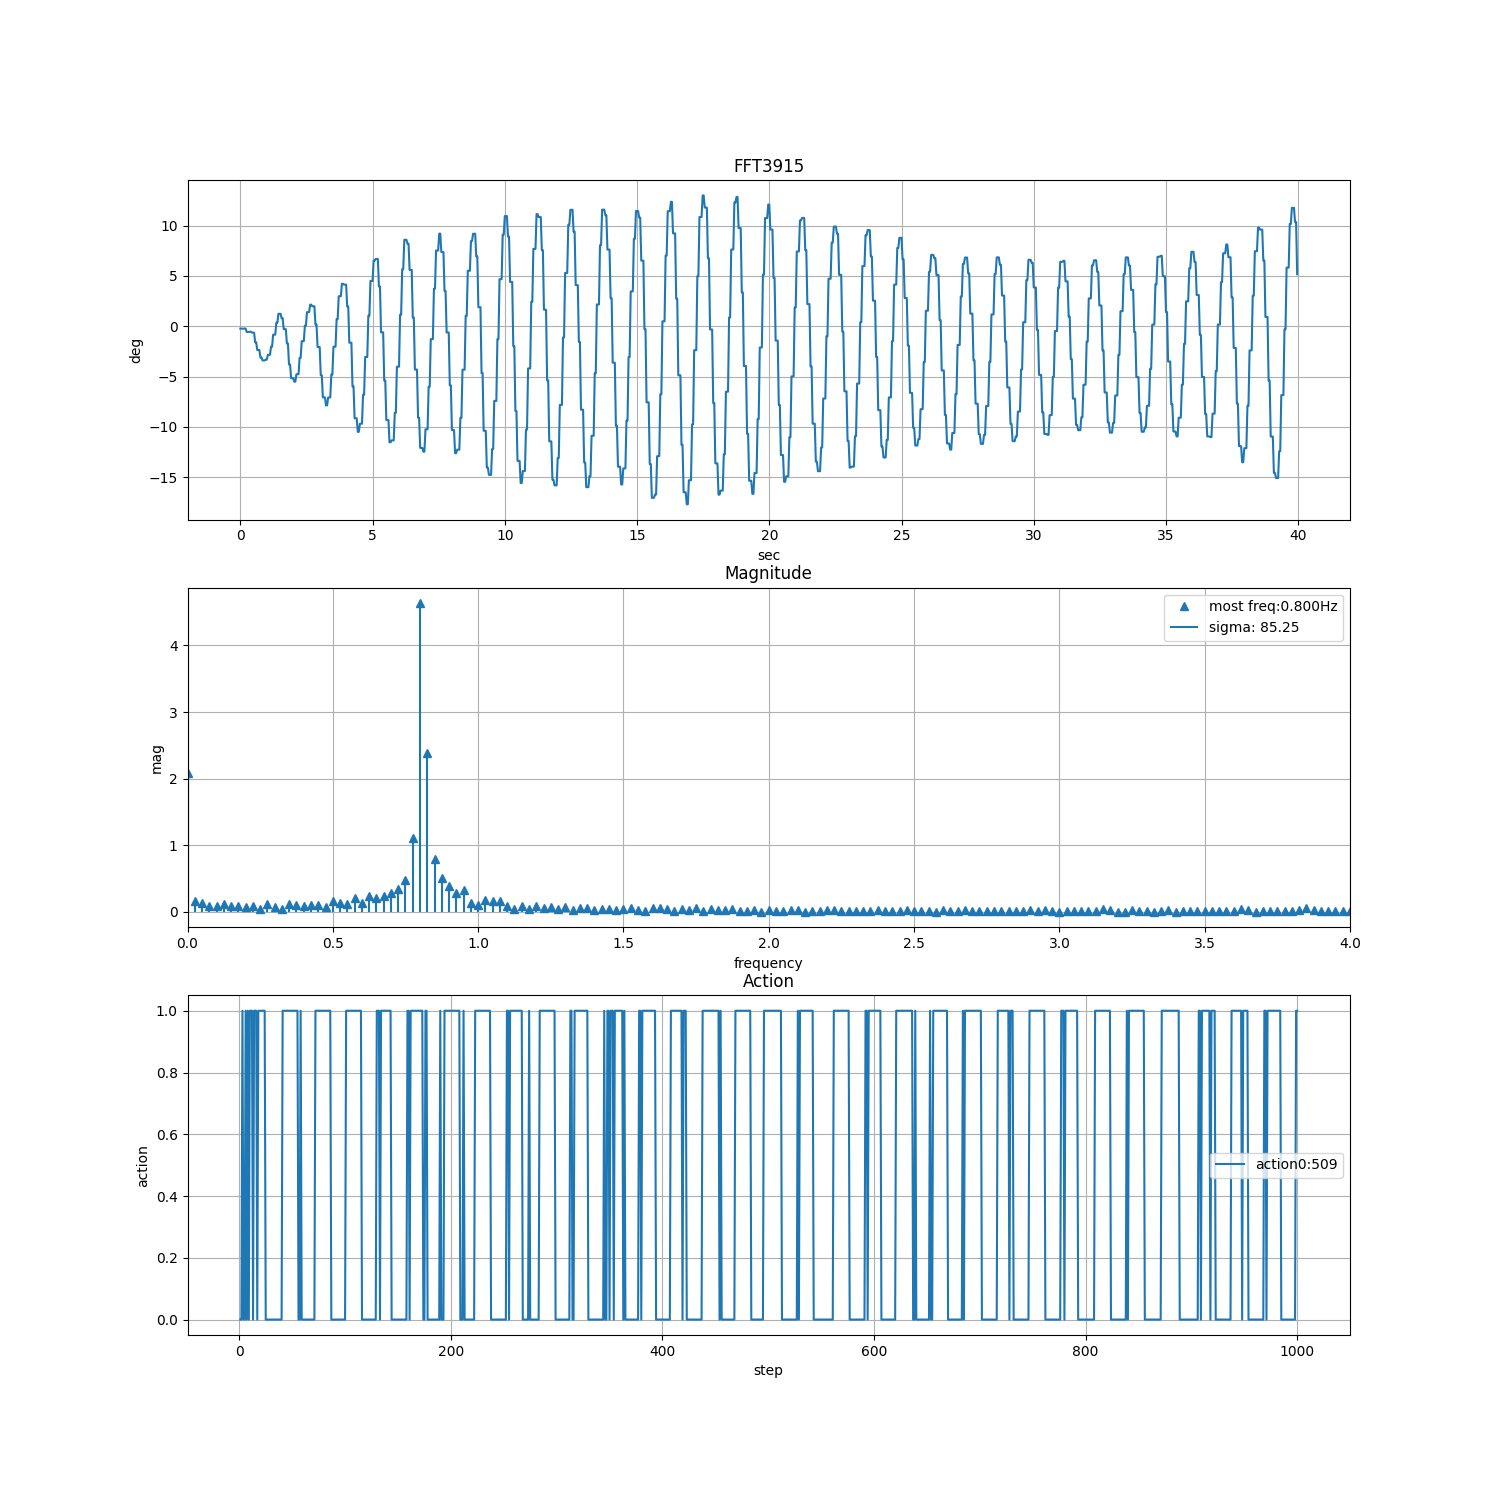 FFT3915
10
5
0
−5
−10
−15
deg
0 5 10 15 20 25 30 35 40
sec
Magnitude
most freq:0.800Hz
sigma: 85.25
4
3
2
1
0
mag
0.0 0.5 1.0 1.5 2.0 2.5 3.0 3.5 4.0
frequency
Action
1.0
0.8
0.6
0.4
0.2
0.0
action
action0:509
0 200 400 600 800 1000
step